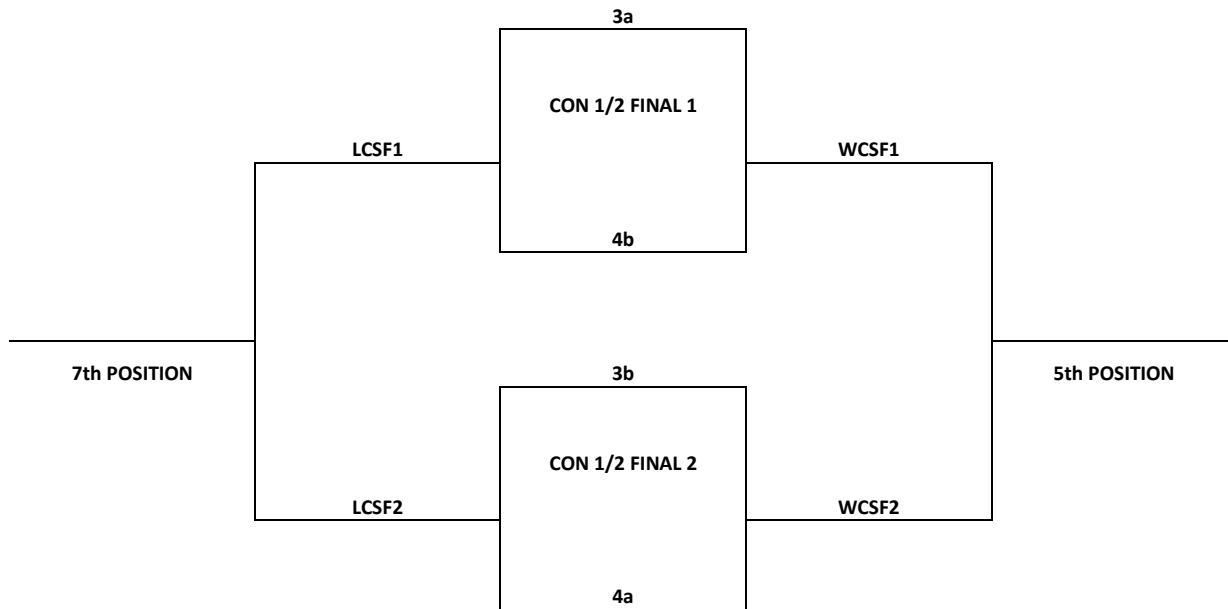 3a
CON 1/2 FINAL 1
LCSF1
WCSF1
4b
7th POSITION
3b
5th POSITION
CON 1/2 FINAL 2
LCSF2
WCSF2
4a